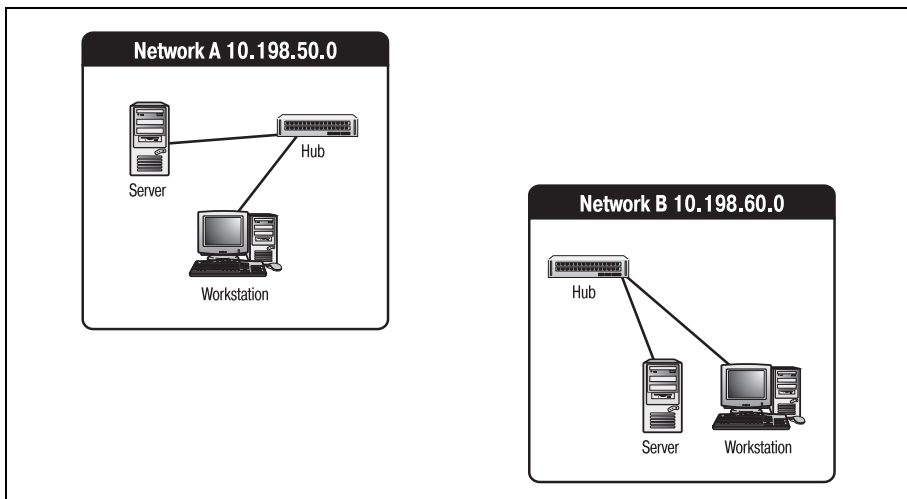 Network A 10.198.50.0
Server
Hub
Workstation
Network B 10.198.60.0
Hub
Server
Workstation